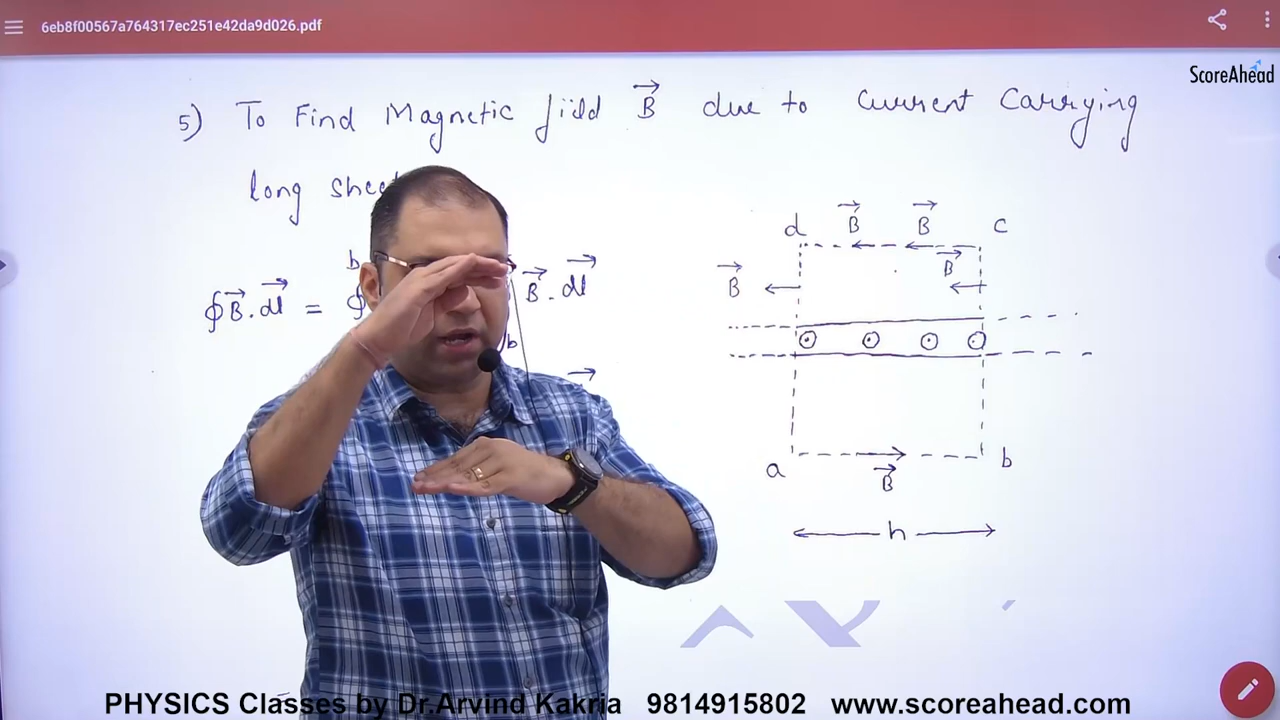 6eb8f00567a764317ec251e42da9d026.pdf
ScoreAhead
5) To Find Magnetic field B⃗ due to Current Carrying
long sheet
d B⃗ B⃗ c
B⃗ B⃗
b
∮B⃗.dl⃗ = ∮ B⃗.dl⃗
b
a B⃗ b
h
PHYSICS Classes by Dr.Arvind Kakria 9814915802 www.scoreahead.com